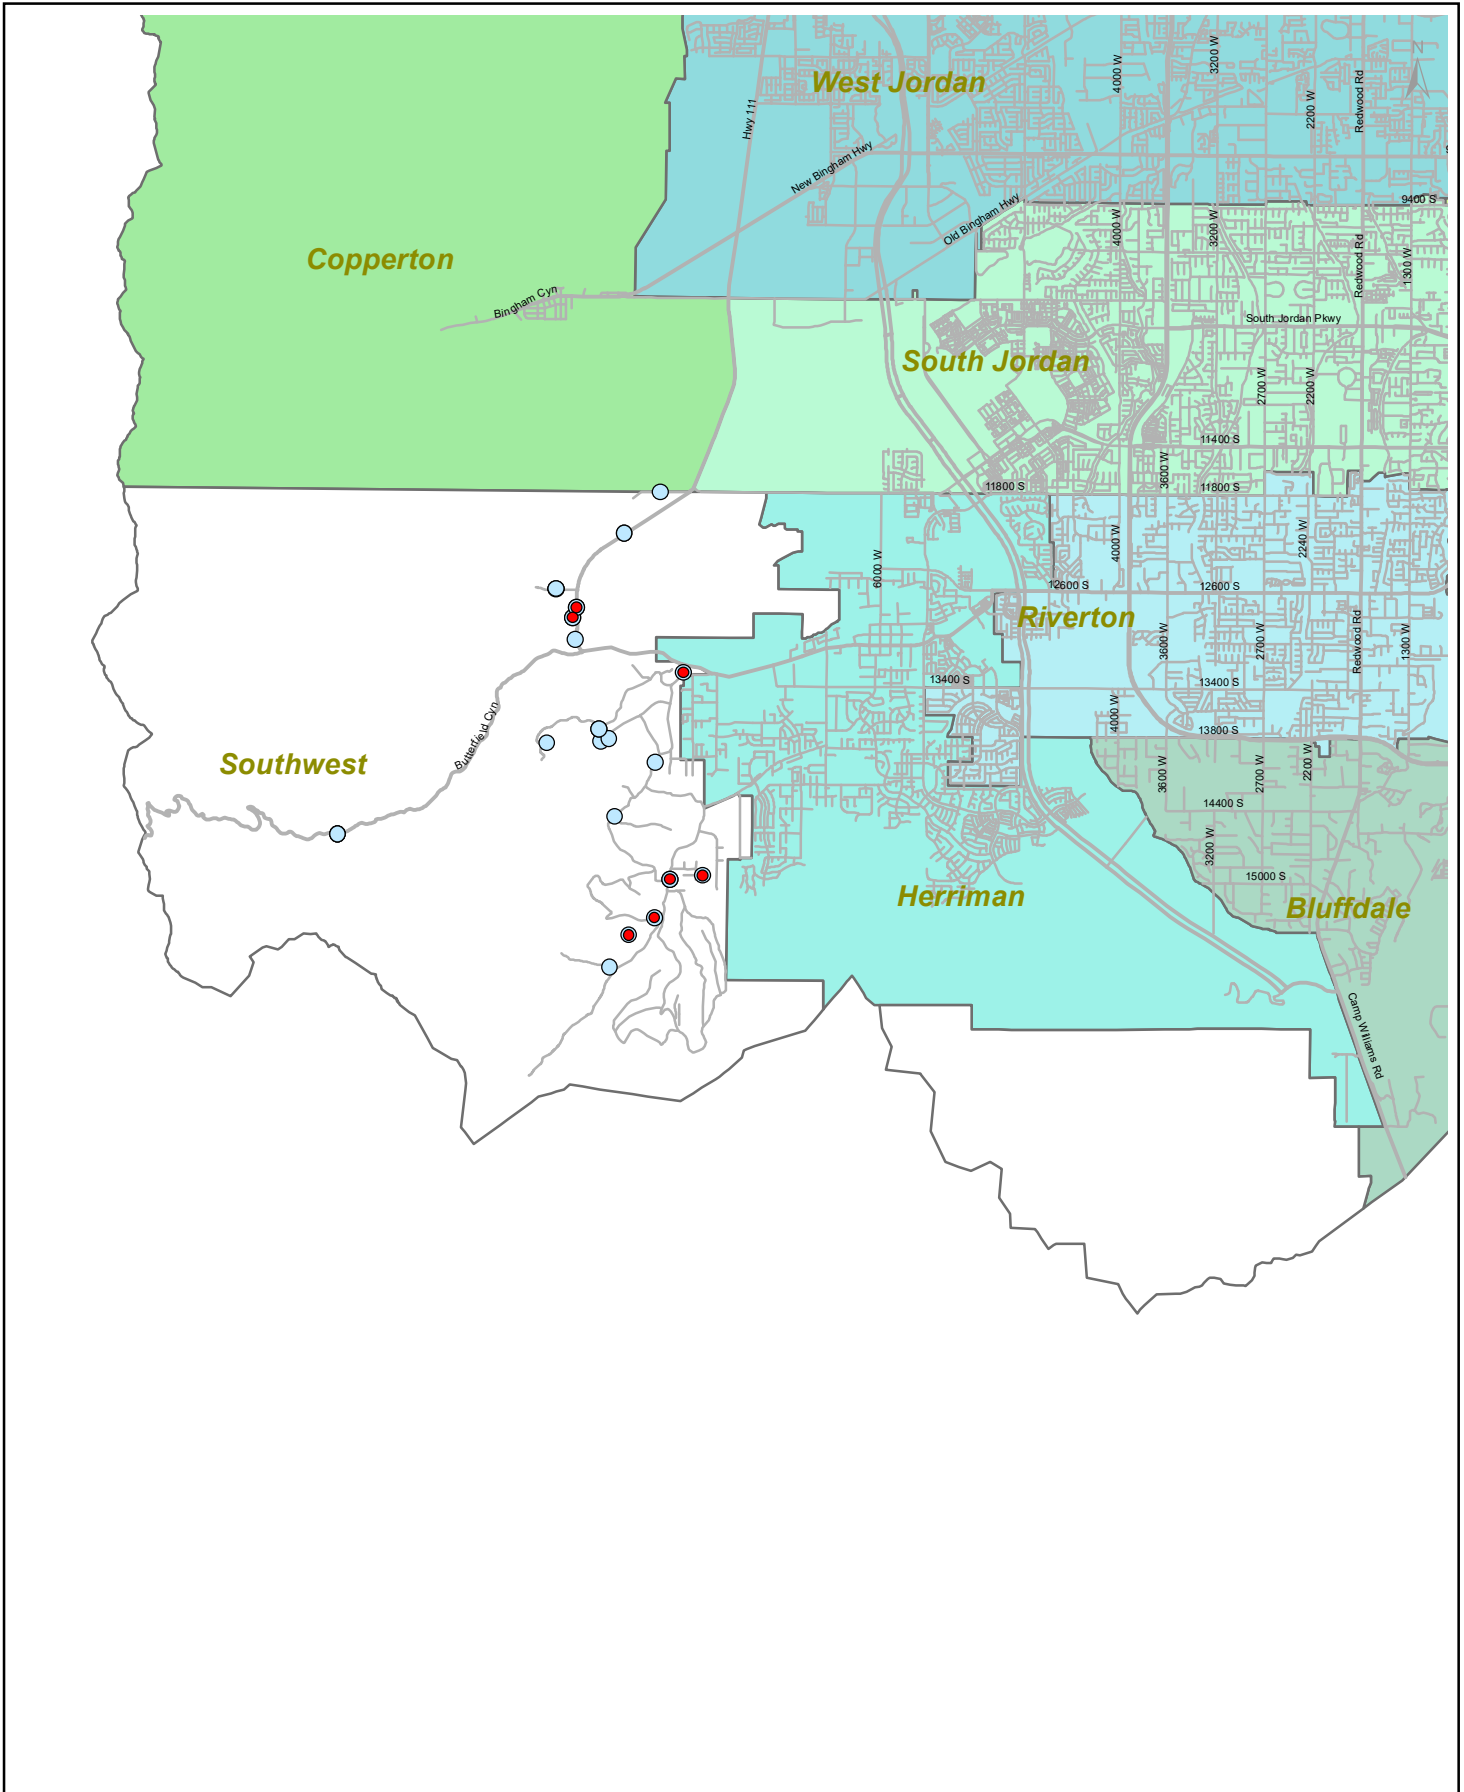 N
West Jordan
3200 W
4000 W
Redwood Rd
2200 W
Hwy 111
New Bingham Hwy
9400 S
Old Bingham Hwy
4000 W
3200 W
Redwood Rd
1300 W
Copperton
Bingham Cyn
South Jordan Pkwy
South Jordan
2700 W
2200 W
11400 S
3600 W
11800 S
11800 S
4000 W
2240 W
6000 W
12600 S
12600 S
Riverton
3600 W
2700 W
Redwood Rd
1300 W
13400 S
13400 S
4000 W
13800 S
Butterfield Cyn
Southwest
3600 W
2700 W
2200 W
14400 S
3200 W
15000 S
Herriman
Bluffdale
Camp Williams Rd